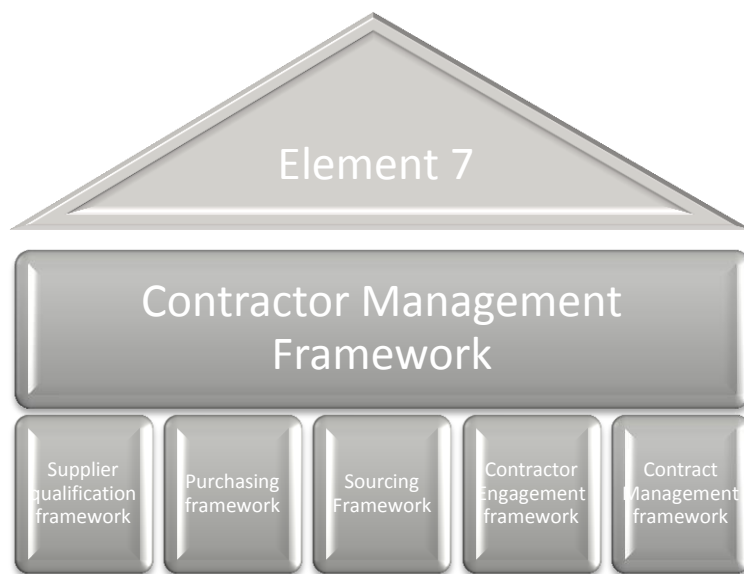 Element 7
Contractor Management
Framework
Supplier
qualification
framework
Purchasing
framework
Sourcing
Framework
Contractor
Engagement
framework
Contract
Management
framework